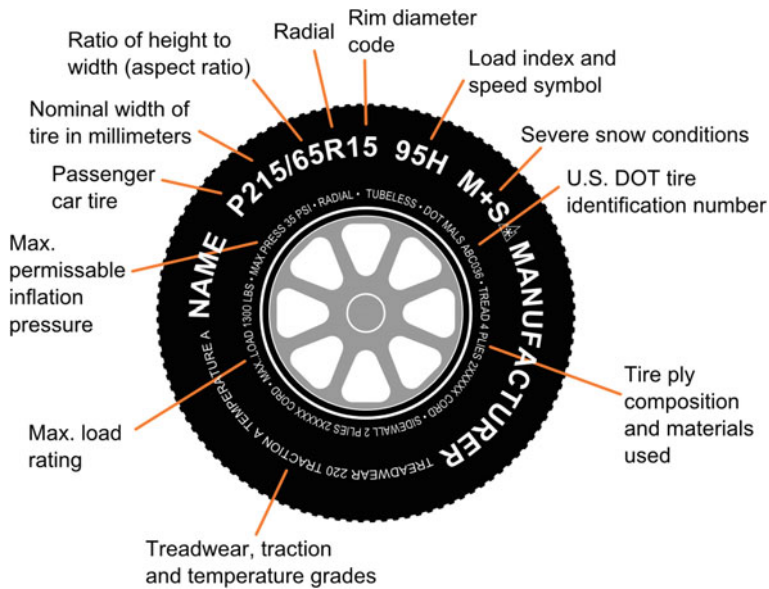 Ratio of height to
width (aspect ratio)
Radial
Rim diameter
code
Load index and
speed symbol
Nominal width of
tire in millimeters
Severe snow conditions
Passenger
car tire
U.S. DOT tire
identification number
Max.
permissable
inflation
pressure
Tire ply
composition
and materials
used
Max. load
rating
Treadwear, traction
and temperature grades
NAME P215/65R15 95H M+S MANUFACTURER
TREADWEAR 220 TRACTION A TEMPERATURE A
MAX. LOAD 1300 LBS • MAX PRESS 35 PSI • RADIAL • TUBELESS • DOT MALS ABC036 • TREAD 4 PLIES 2XXXXX CORD • SIDEWALL 2 PLIES 2XXXXX CORD •